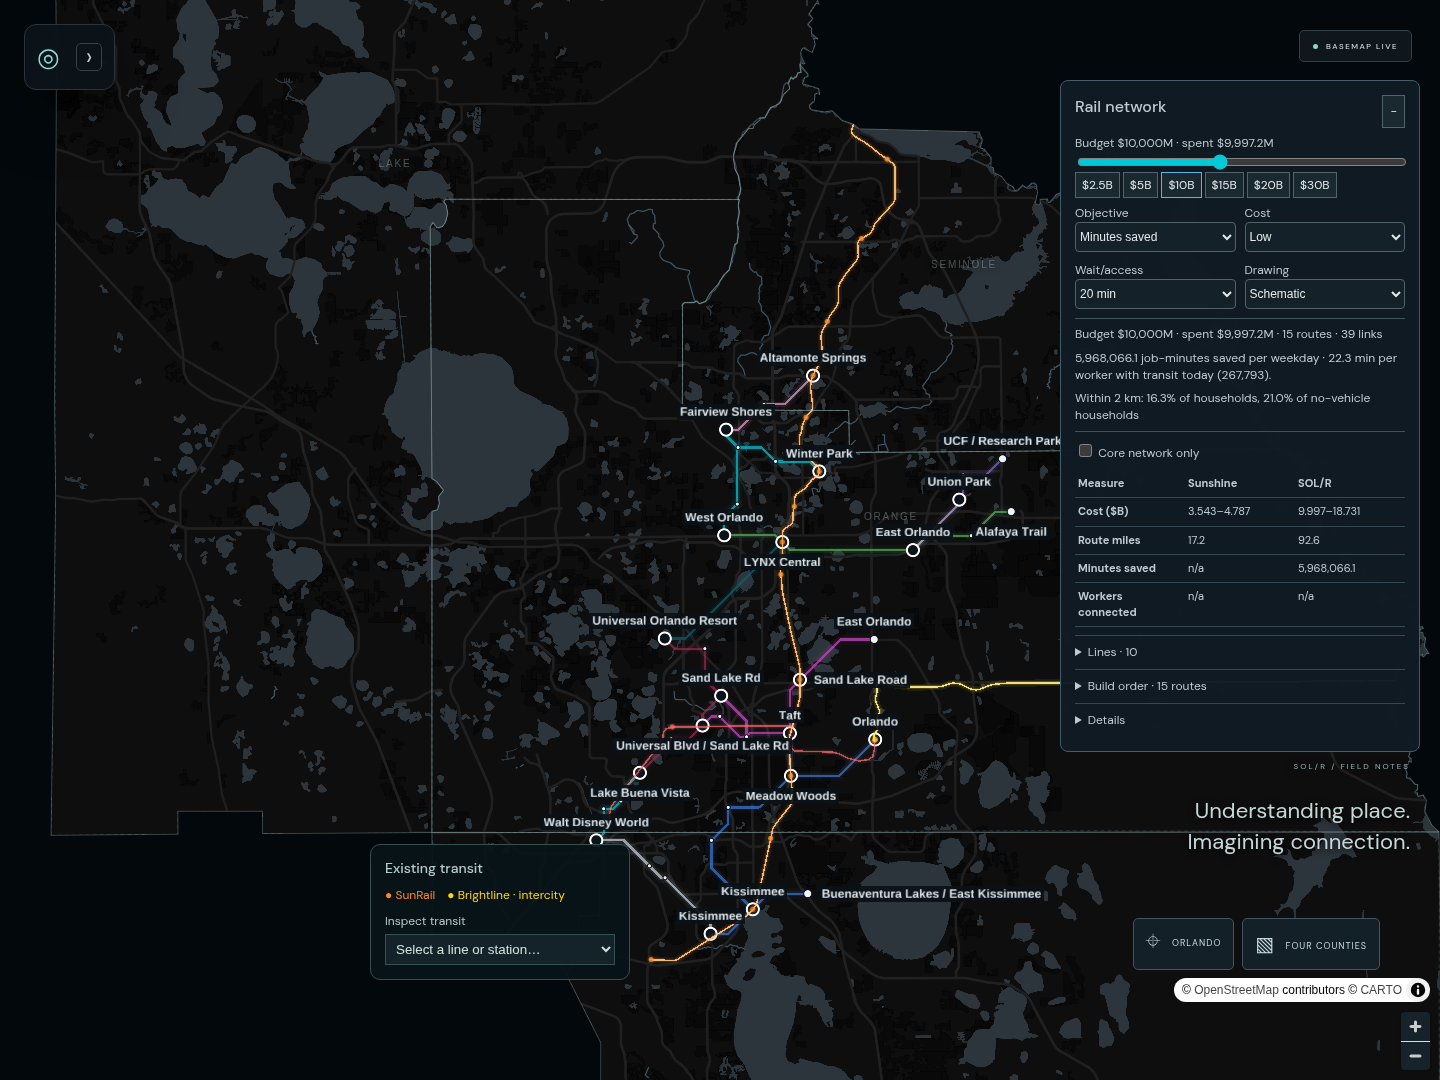 BASEMAP LIVE
Rail network
-
Budget $10,000M · spent $9,997.2M
$2.5B $5B $10B $15B $20B $30B
Objective Cost
Minutes saved Low
Wait/access Drawing
20 min Schematic
Budget $10,000M · spent $9,997.2M · 15 routes · 39 links
5,968,066.1 job-minutes saved per weekday · 22.3 min per
worker with transit today (267,793).
Within 2 km: 16.3% of households, 21.0% of no-vehicle
households
Core network only
Measure Sunshine SOL/R
Cost ($B) 3.543–4.787 9.997–18.731
Route miles 17.2 92.6
Minutes saved n/a 5,968,066.1
Workers
connected n/a n/a
Lines · 10
Build order · 15 routes
Details
LAKE
SEMINOLE
Altamonte Springs
Fairview Shores
UCF / Research Park
Winter Park
Union Park
West Orlando
ORANGE
East Orlando
Alafaya Trail
LYNX Central
Universal Orlando Resort
East Orlando
Sand Lake Rd
Sand Lake Road
Taft
Orlando
Universal Blvd / Sand Lake Rd
Lake Buena Vista
Meadow Woods
Walt Disney World
Kissimmee
Buenaventura Lakes / East Kissimmee
Kissimmee
Existing transit
SunRail Brightline · intercity
Inspect transit
Select a line or station...
SOL/R / FIELD NOTES
Understanding place.
Imagining connection.
ORLANDO
FOUR COUNTIES
© OpenStreetMap contributors © CARTO
+
−